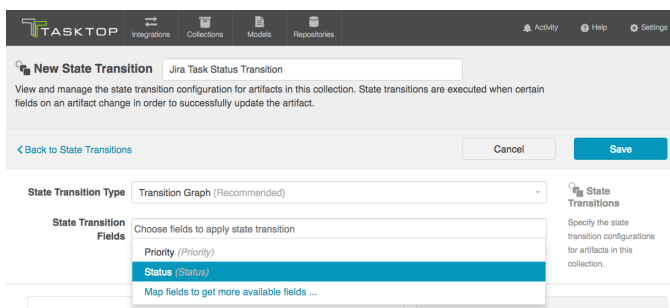 TASKTOP
Integrations
Collections
Models
Repositories
Activity
Help
Settings
New State Transition
Jira Task Status Transition
View and manage the state transition configuration for artifacts in this collection. State transitions are executed when certain
fields on an artifact change in order to successfully update the artifact.
Back to State Transitions
Cancel
Save
State Transition Type
Transition Graph (Recommended)
State
Transitions
State Transition
Fields
Choose fields to apply state transition
Priority (Priority)
Status (Status)
Map fields to get more available fields ...
Specify the state
transition configurations
for artifacts in this
collection.